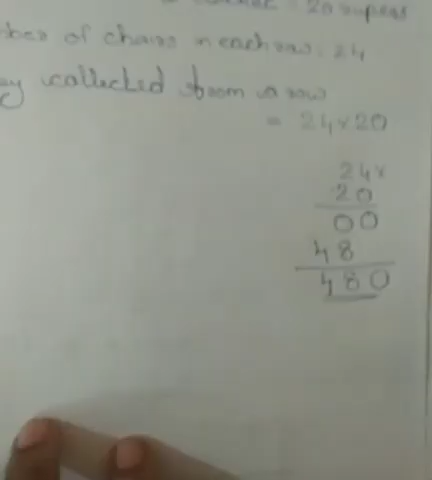 20 rupees
ber of chairs in each row : 24
ey collected from a row
= 24×20
24×
20
00
48
480